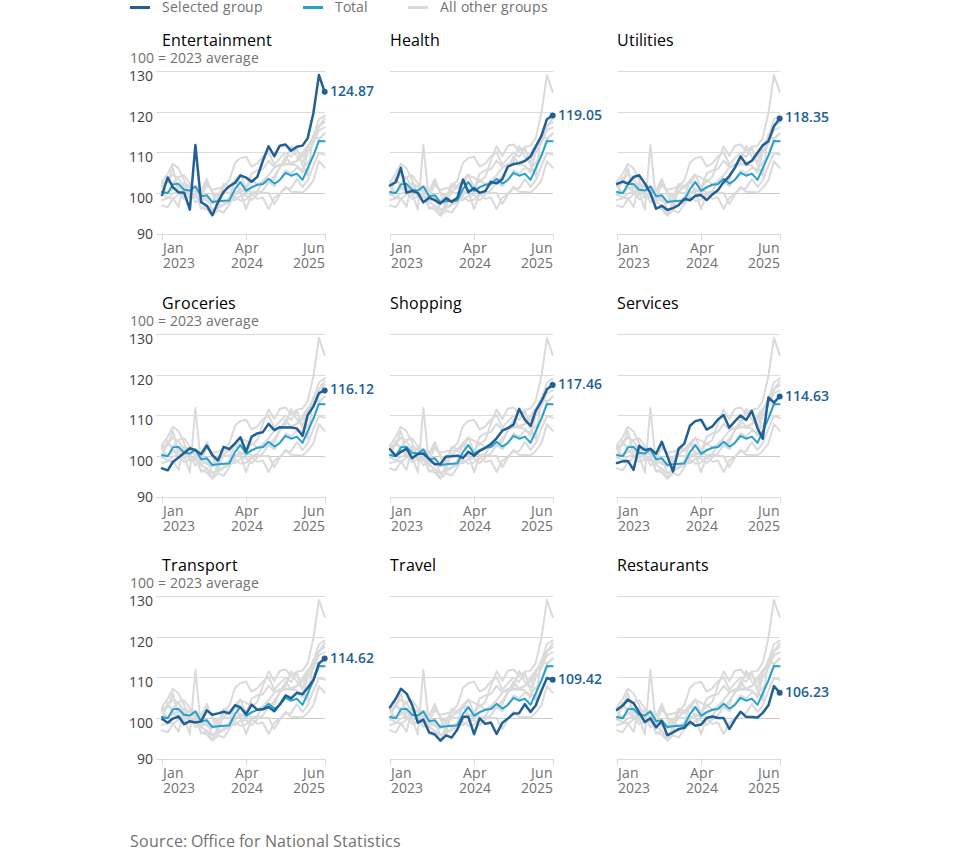 Selected group Total All other groups
Entertainment Health Utilities
100 = 2023 average
130
124.87 119.05 118.35
120
110
100
90
Jan Apr Jun Jan Apr Jun Jan Apr Jun
2023 2024 2025 2023 2024 2025 2023 2024 2025
Groceries Shopping Services
100 = 2023 average
130
120
116.12 117.46 114.63
110
100
90
Jan Apr Jun Jan Apr Jun Jan Apr Jun
2023 2024 2025 2023 2024 2025 2023 2024 2025
Transport Travel Restaurants
100 = 2023 average
130
120
114.62 109.42 106.23
110
100
90
Jan Apr Jun Jan Apr Jun Jan Apr Jun
2023 2024 2025 2023 2024 2025 2023 2024 2025
Source: Office for National Statistics